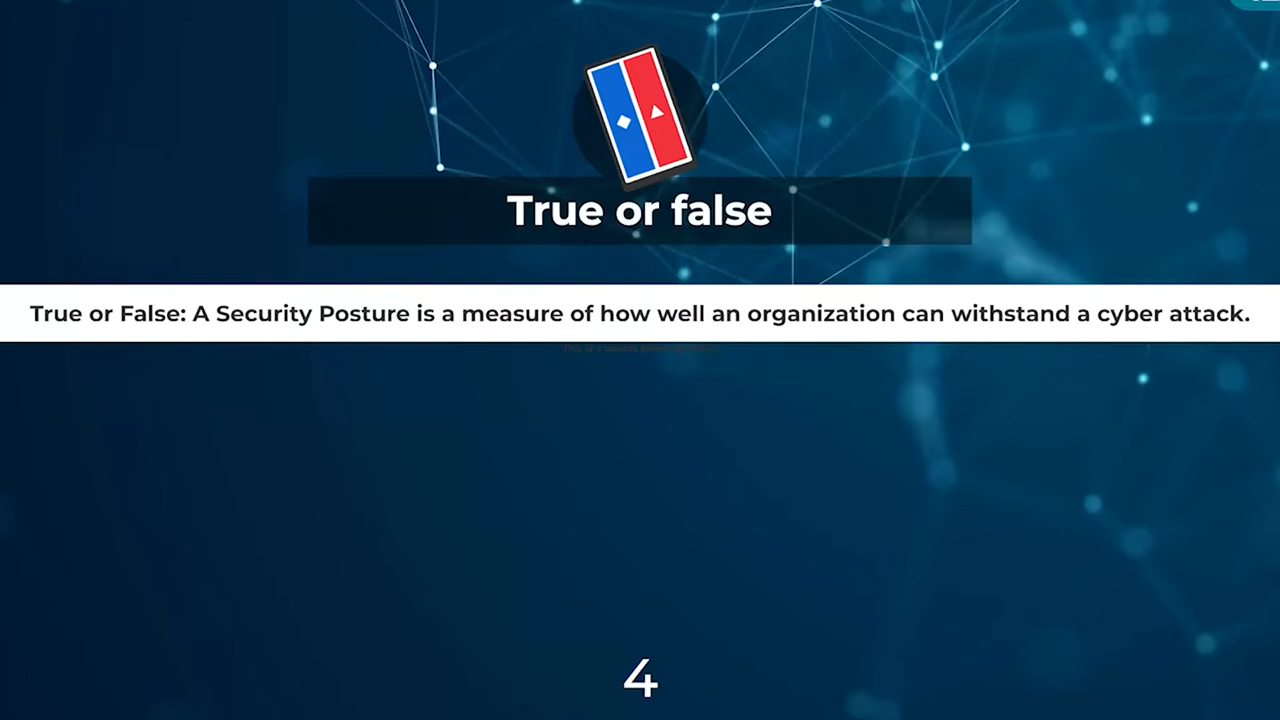 True or false
True or False: A Security Posture is a measure of how well an organization can withstand a cyber attack.
4